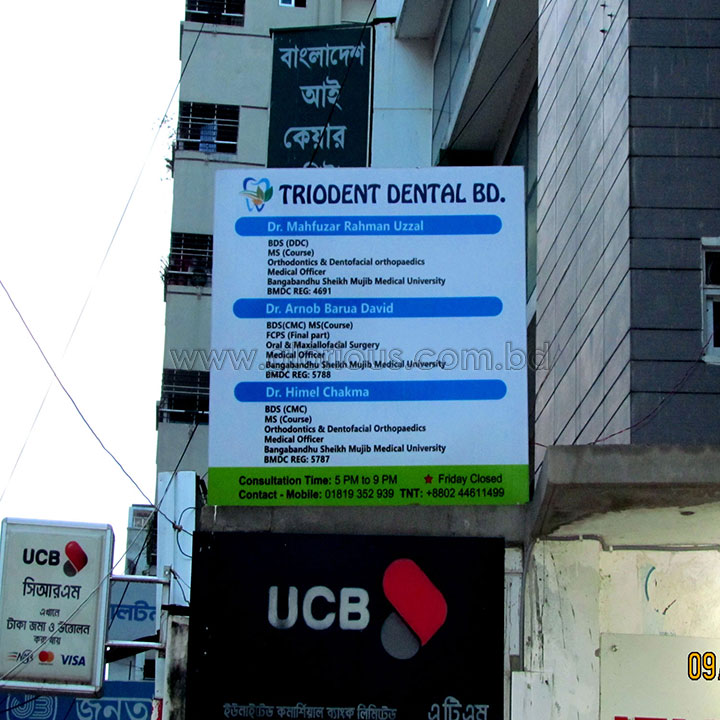 বাংলাদেশ
আই
কেয়ার
TRIODENT DENTAL BD.
Dr. Mahfuzar Rahman Uzzal
BDS (DDC)
MS (Course)
Orthodontics & Dentofacial orthopaedics
Medical Officer
Bangabandhu Sheikh Mujib Medical University
BMDC REG: 4691
Dr. Arnob Barua David
BDS(CMC) MS(Course)
FCPS (Final part)
Oral & Maxiallofacial Surgery
Medical Officer
Bangabandhu Sheikh Mujib Medical University
BMDC REG: 5788
Dr. Himel Chakma
BDS (CMC)
MS (Course)
Orthodontics & Dentofacial Orthopaedics
Medical Officer
Bangabandhu Sheikh Mujib Medical University
BMDC REG: 5787
Consultation Time: 5 PM to 9 PM ★ Friday Closed
Contact - Mobile: 01819 352 939 TNT: +8802 44611499
UCB
সিআরএম
এখানে
টাকা জমা ও উত্তোলন
করা যায়
VISA
UCB
ইউনাইটেড কমার্শিয়াল ব্যাংক লিমিটেড এটিএম
জনতা
09/